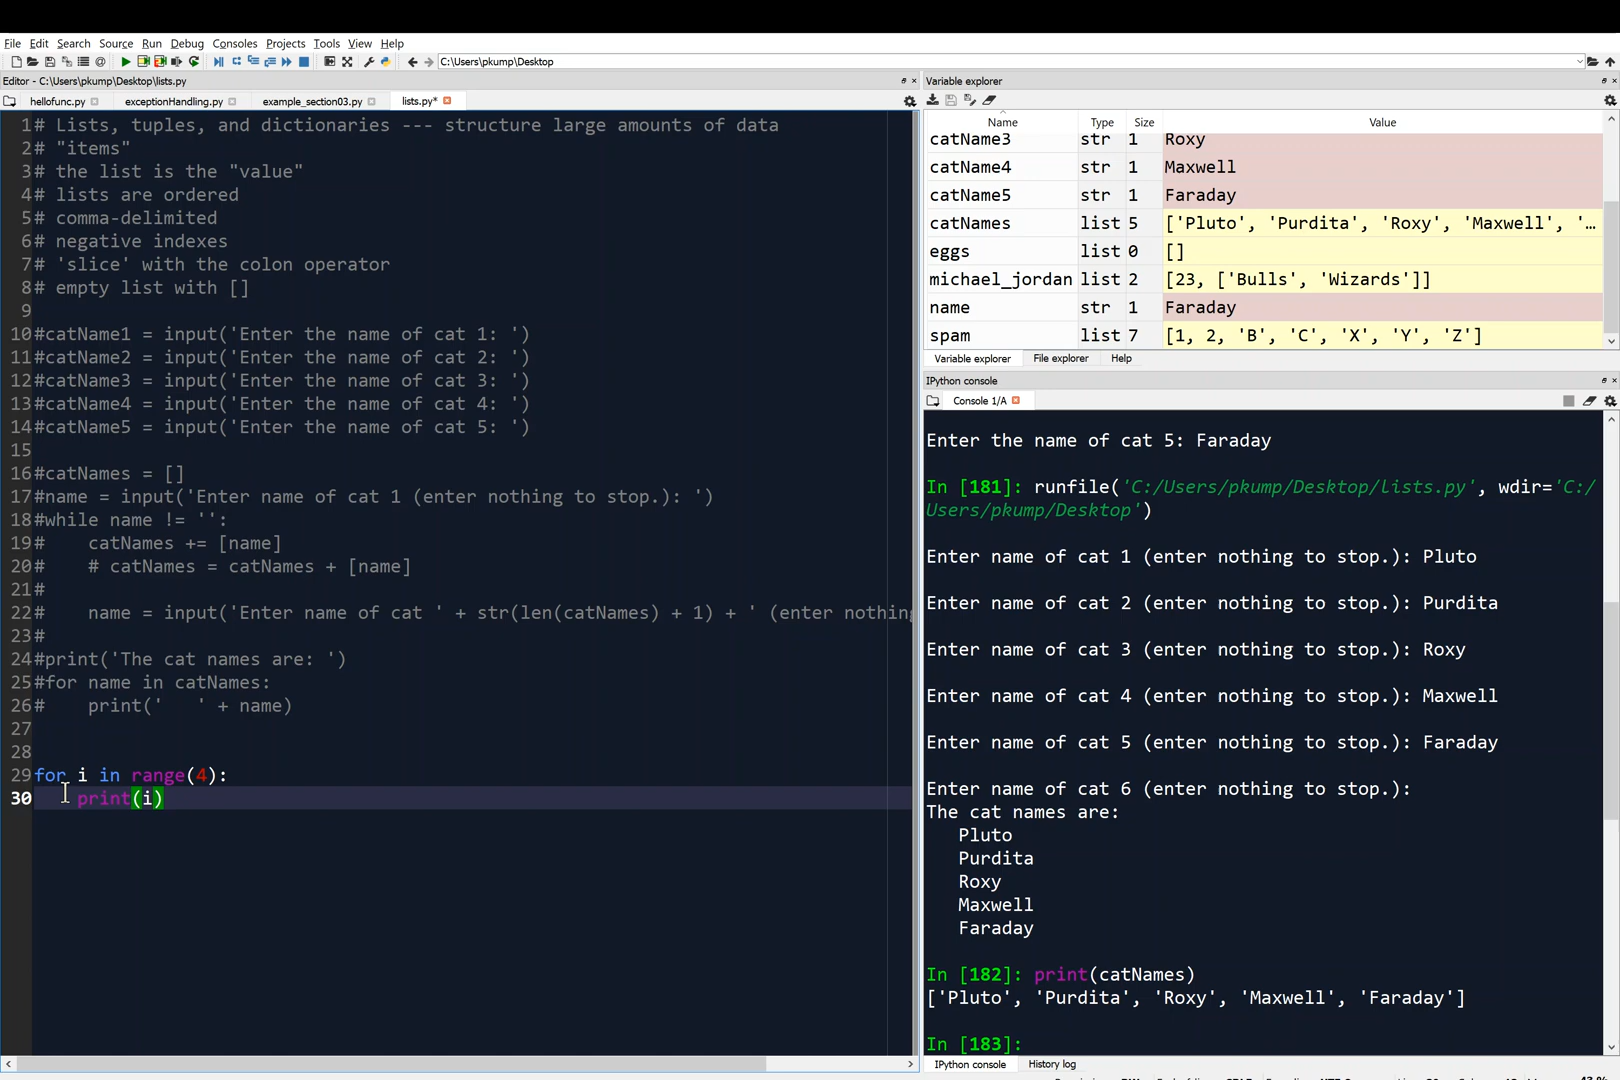 File Edit Search Source Run Debug Consoles Projects Tools View Help
C:\Users\pkump\Desktop
Editor - C:\Users\pkump\Desktop\lists.py
hellofunc.py exceptionHandling.py example_section03.py lists.py*
1# Lists, tuples, and dictionaries --- structure large amounts of data
2# "items"
3# the list is the "value"
4# lists are ordered
5# comma-delimited
6# negative indexes
7# 'slice' with the colon operator
8# empty list with []
9
10#catName1 = input('Enter the name of cat 1: ')
11#catName2 = input('Enter the name of cat 2: ')
12#catName3 = input('Enter the name of cat 3: ')
13#catName4 = input('Enter the name of cat 4: ')
14#catName5 = input('Enter the name of cat 5: ')
15
16#catNames = []
17#name = input('Enter name of cat 1 (enter nothing to stop.): ')
18#while name != '':
19#    catNames += [name]
20#    # catNames = catNames + [name]
21#
22#    name = input('Enter name of cat ' + str(len(catNames) + 1) + ' (enter nothing
23#
24#print('The cat names are: ')
25#for name in catNames:
26#    print('   ' + name)
27
28
29for i in range(4):
30    print(i)
Variable explorer
Name Type Size Value
catName3 str 1 Roxy
catName4 str 1 Maxwell
catName5 str 1 Faraday
catNames list 5 ['Pluto', 'Purdita', 'Roxy', 'Maxwell', '...
eggs list 0 []
michael_jordan list 2 [23, ['Bulls', 'Wizards']]
name str 1 Faraday
spam list 7 [1, 2, 'B', 'C', 'X', 'Y', 'Z']
Variable explorer File explorer Help
IPython console
Console 1/A
Enter the name of cat 5: Faraday
In [181]: runfile('C:/Users/pkump/Desktop/lists.py', wdir='C:/
Users/pkump/Desktop')
Enter name of cat 1 (enter nothing to stop.): Pluto
Enter name of cat 2 (enter nothing to stop.): Purdita
Enter name of cat 3 (enter nothing to stop.): Roxy
Enter name of cat 4 (enter nothing to stop.): Maxwell
Enter name of cat 5 (enter nothing to stop.): Faraday
Enter name of cat 6 (enter nothing to stop.):
The cat names are:
   Pluto
   Purdita
   Roxy
   Maxwell
   Faraday
In [182]: print(catNames)
['Pluto', 'Purdita', 'Roxy', 'Maxwell', 'Faraday']
In [183]:
IPython console History log